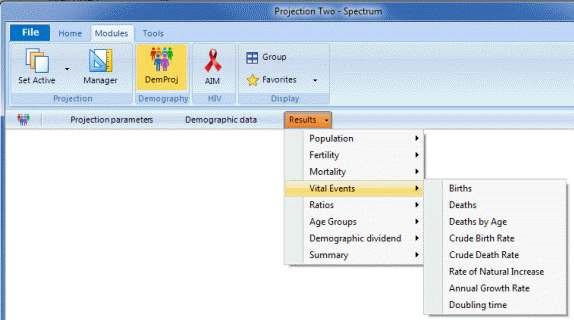 Projection Two - Spectrum
File Home Modules Tools
Set Active Manager DemProj AIM Group
Favorites
Projection Demography HIV Display
Projection parameters Demographic data Results
Population
Fertility
Mortality
Vital Events
Ratios
Age Groups
Demographic dividend
Summary
Births
Deaths
Deaths by Age
Crude Birth Rate
Crude Death Rate
Rate of Natural Increase
Annual Growth Rate
Doubling time